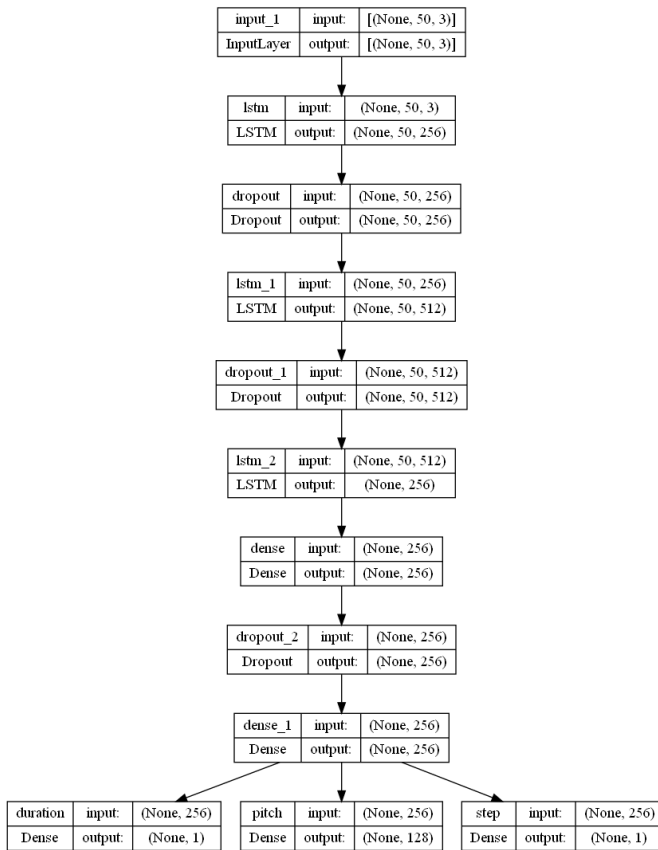 input_1 input: [(None, 50, 3)]
InputLayer output: [(None, 50, 3)]
lstm input: (None, 50, 3)
LSTM output: (None, 50, 256)
dropout input: (None, 50, 256)
Dropout output: (None, 50, 256)
lstm_1 input: (None, 50, 256)
LSTM output: (None, 50, 512)
dropout_1 input: (None, 50, 512)
Dropout output: (None, 50, 512)
lstm_2 input: (None, 50, 512)
LSTM output: (None, 256)
dense input: (None, 256)
Dense output: (None, 256)
dropout_2 input: (None, 256)
Dropout output: (None, 256)
dense_1 input: (None, 256)
Dense output: (None, 256)
duration input: (None, 256)
Dense output: (None, 1)
pitch input: (None, 256)
Dense output: (None, 128)
step input: (None, 256)
Dense output: (None, 1)